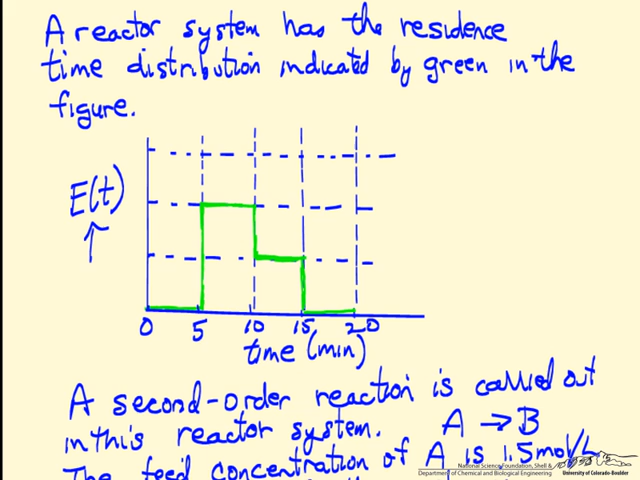 A reactor system has the residence
time distribution indicated by green in the
figure.
E(t)
0 5 10 15 20
time (min)
A second-order reaction is carried out
in this reactor system. A → B
The feed concentration of A is 1.5 mol/L
National Science Foundation, Shell &
Department of Chemical and Biological Engineering
University of Colorado-Boulder